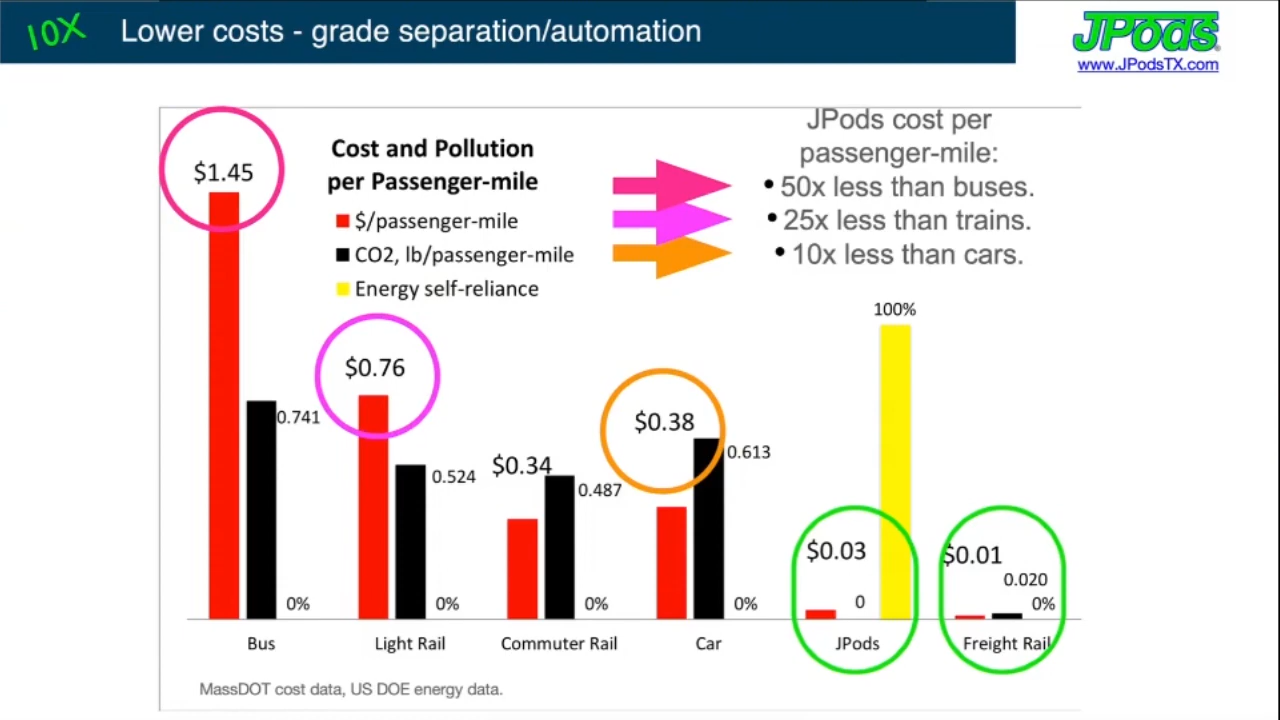 10X
Lower costs - grade separation/automation
JPods
www.JPodsTX.com
$1.45
Cost and Pollution
per Passenger-mile
$/passenger-mile
CO2, lb/passenger-mile
Energy self-reliance
JPods cost per
passenger-mile:
• 50x less than buses.
• 25x less than trains.
• 10x less than cars.
100%
$0.76
0.741
0.524
$0.34
0.487
$0.38
0.613
$0.03
0
$0.01
0.020
0% 0% 0% 0% 0%
Bus Light Rail Commuter Rail Car JPods Freight Rail
MassDOT cost data, US DOE energy data.